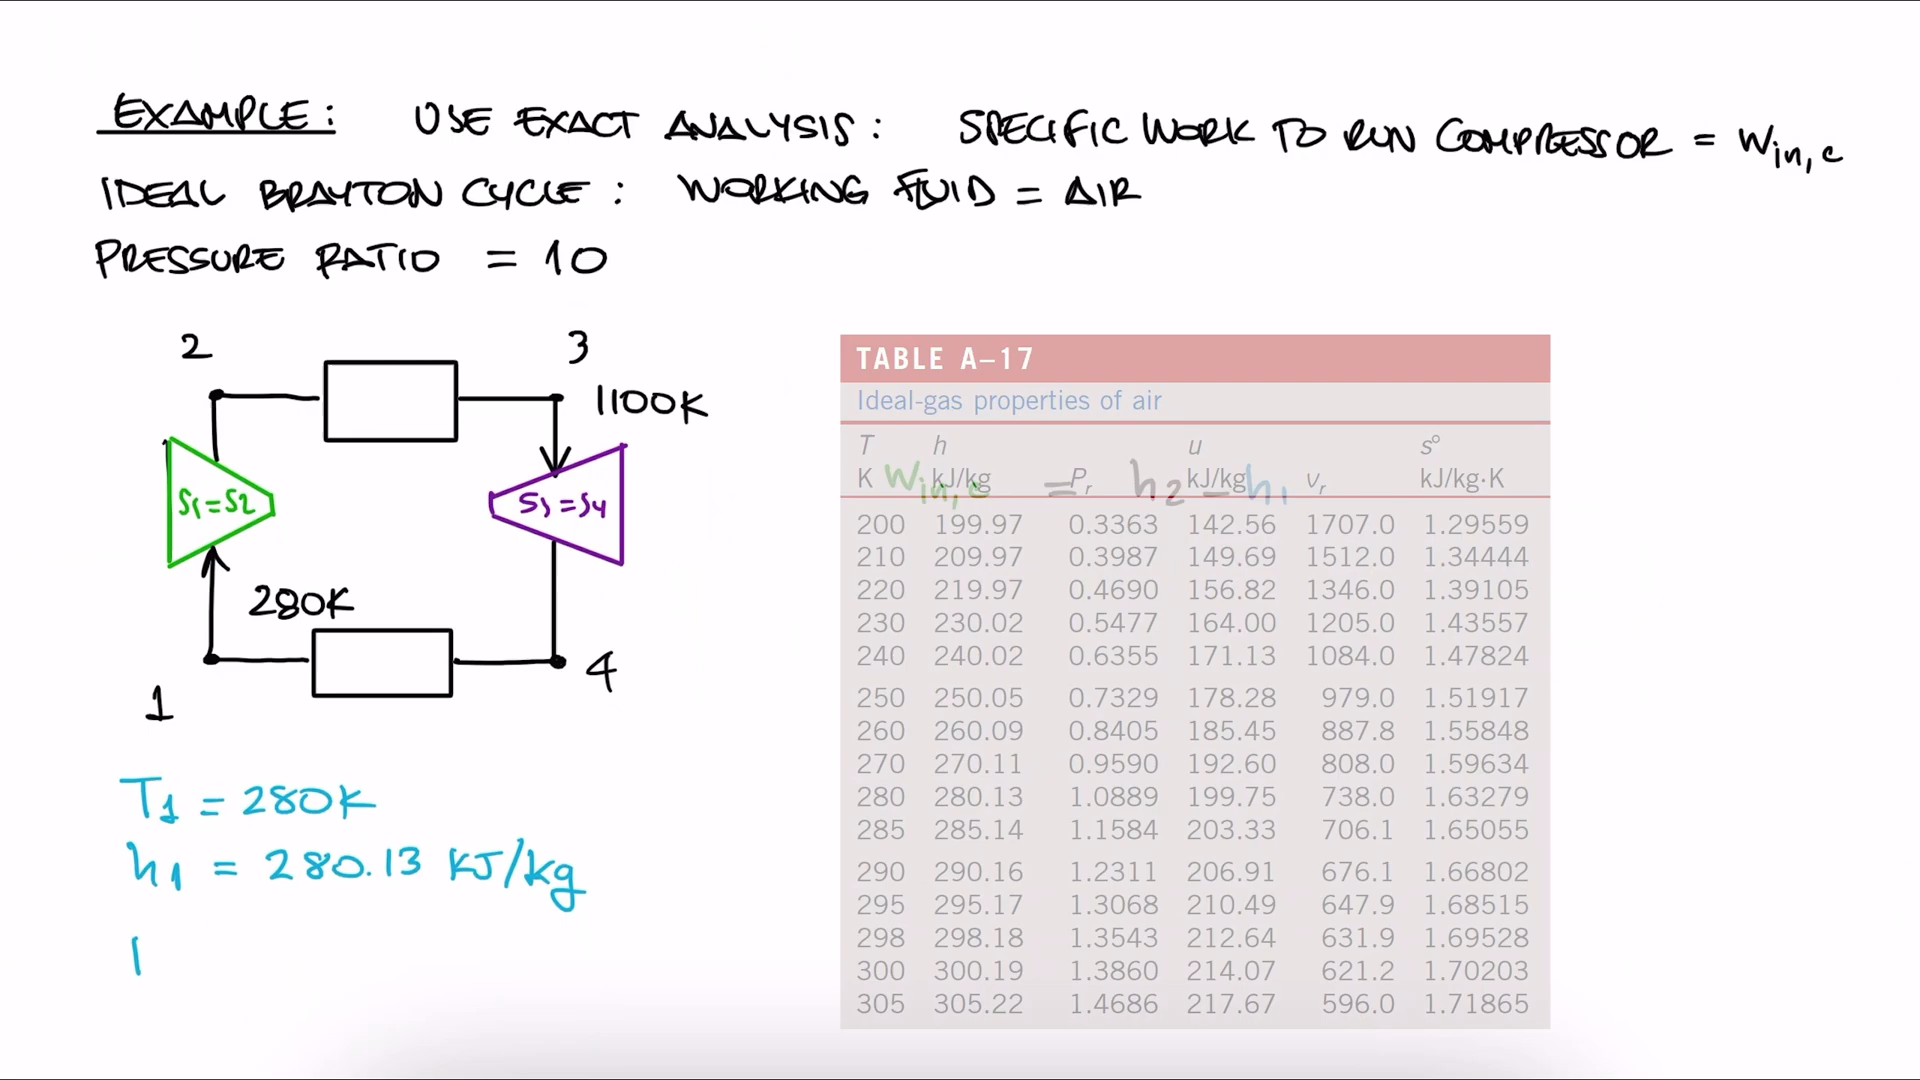 EXAMPLE: USE EXACT ANALYSIS: SPECIFIC WORK TO RUN COMPRESSOR = Win,c
IDEAL BRAYTON CYCLE: WORKING FLUID = AIR
PRESSURE RATIO = 10
2
3
1100K
S1=S2
S3=S4
280K
1
4
T1 = 280K
h1 = 280.13 KJ/kg
TABLE A–17
Ideal-gas properties of air
T h u s°
K kJ/kg Pr kJ/kg vr kJ/kg·K
Win,c = h2 – h1
200 199.97 0.3363 142.56 1707.0 1.29559
210 209.97 0.3987 149.69 1512.0 1.34444
220 219.97 0.4690 156.82 1346.0 1.39105
230 230.02 0.5477 164.00 1205.0 1.43557
240 240.02 0.6355 171.13 1084.0 1.47824
250 250.05 0.7329 178.28 979.0 1.51917
260 260.09 0.8405 185.45 887.8 1.55848
270 270.11 0.9590 192.60 808.0 1.59634
280 280.13 1.0889 199.75 738.0 1.63279
285 285.14 1.1584 203.33 706.1 1.65055
290 290.16 1.2311 206.91 676.1 1.66802
295 295.17 1.3068 210.49 647.9 1.68515
298 298.18 1.3543 212.64 631.9 1.69528
300 300.19 1.3860 214.07 621.2 1.70203
305 305.22 1.4686 217.67 596.0 1.71865